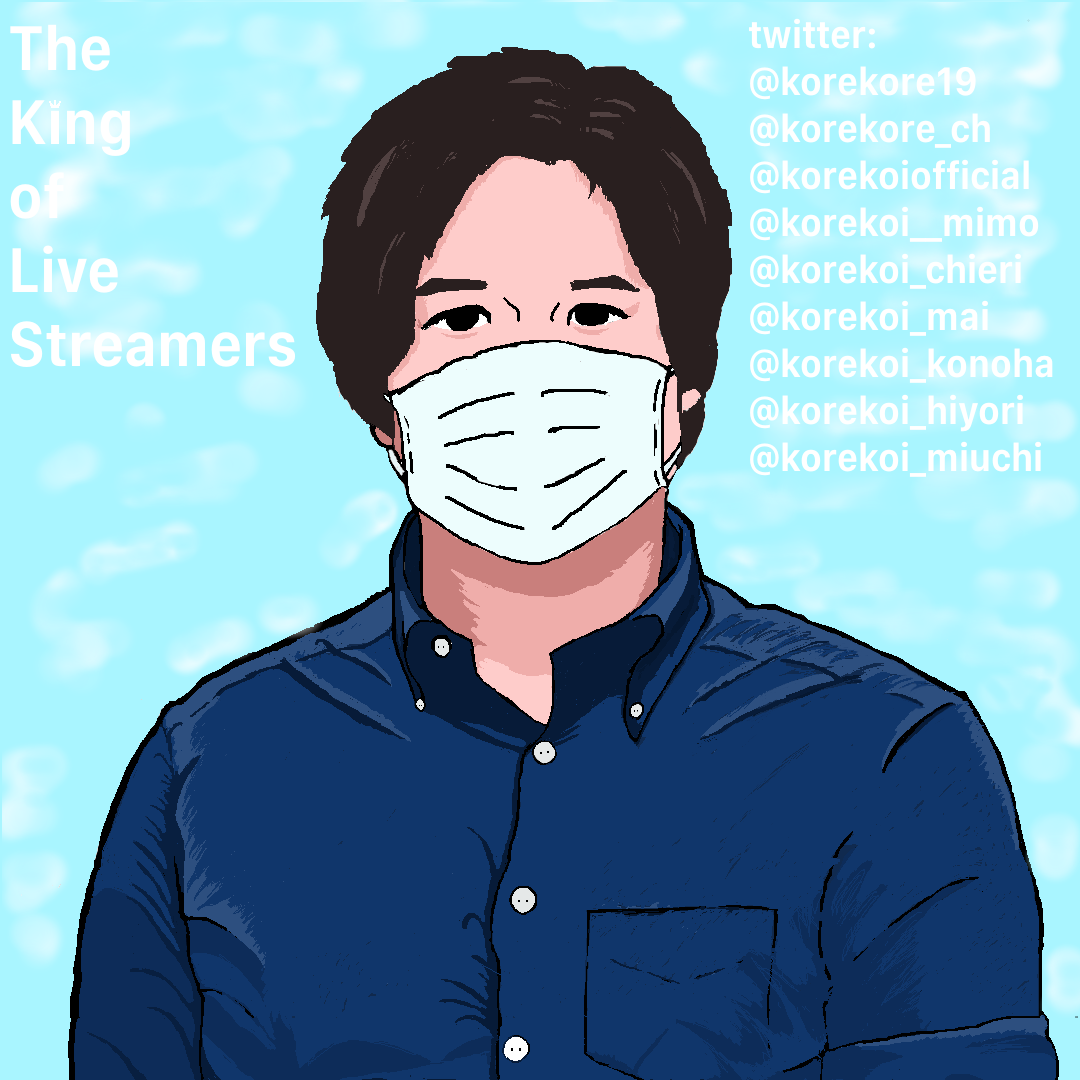 The
King
of
Live
Streamers
twitter:
@korekore19
@korekore_ch
@korekoiofficial
@korekoi__mimo
@korekoi_chieri
@korekoi_mai
@korekoi_konoha
@korekoi_hiyori
@korekoi_miuchi